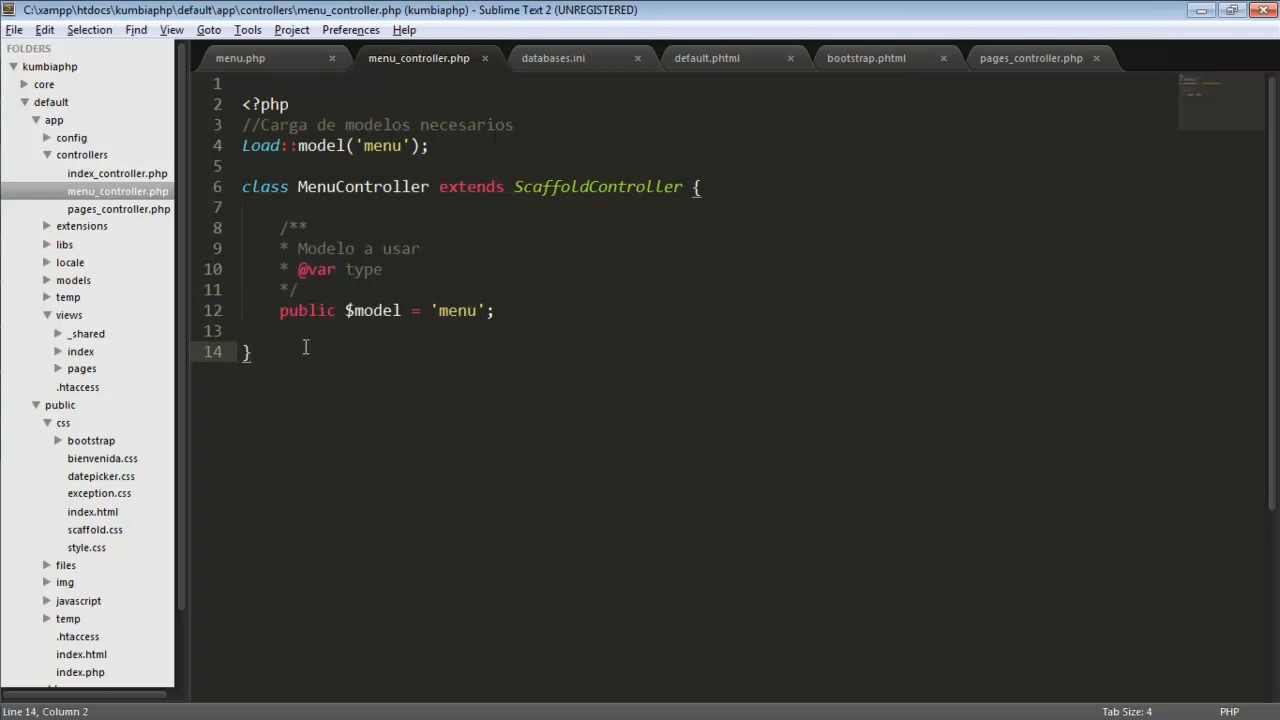 C:\xampp\htdocs\kumbiaphp\default\app\controllers\menu_controller.php (kumbiaphp) - Sublime Text 2 (UNREGISTERED)
File Edit Selection Find View Goto Tools Project Preferences Help
FOLDERS
kumbiaphp
core
default
app
config
controllers
index_controller.php
menu_controller.php
pages_controller.php
extensions
libs
locale
models
temp
views
_shared
index
pages
.htaccess
public
css
bootstrap
bienvenida.css
datepicker.css
exception.css
index.html
scaffold.css
style.css
files
img
javascript
temp
.htaccess
index.html
index.php
menu.php × menu_controller.php × databases.ini × default.phtml × bootstrap.phtml × pages_controller.php ×
1
2 <?php
3 //Carga de modelos necesarios
4 Load::model('menu');
5
6 class MenuController extends ScaffoldController {
7
8 /**
9 * Modelo a usar
10 * @var type
11 */
12 public $model = 'menu';
13
14 }
Line 14, Column 2
Tab Size: 4 PHP